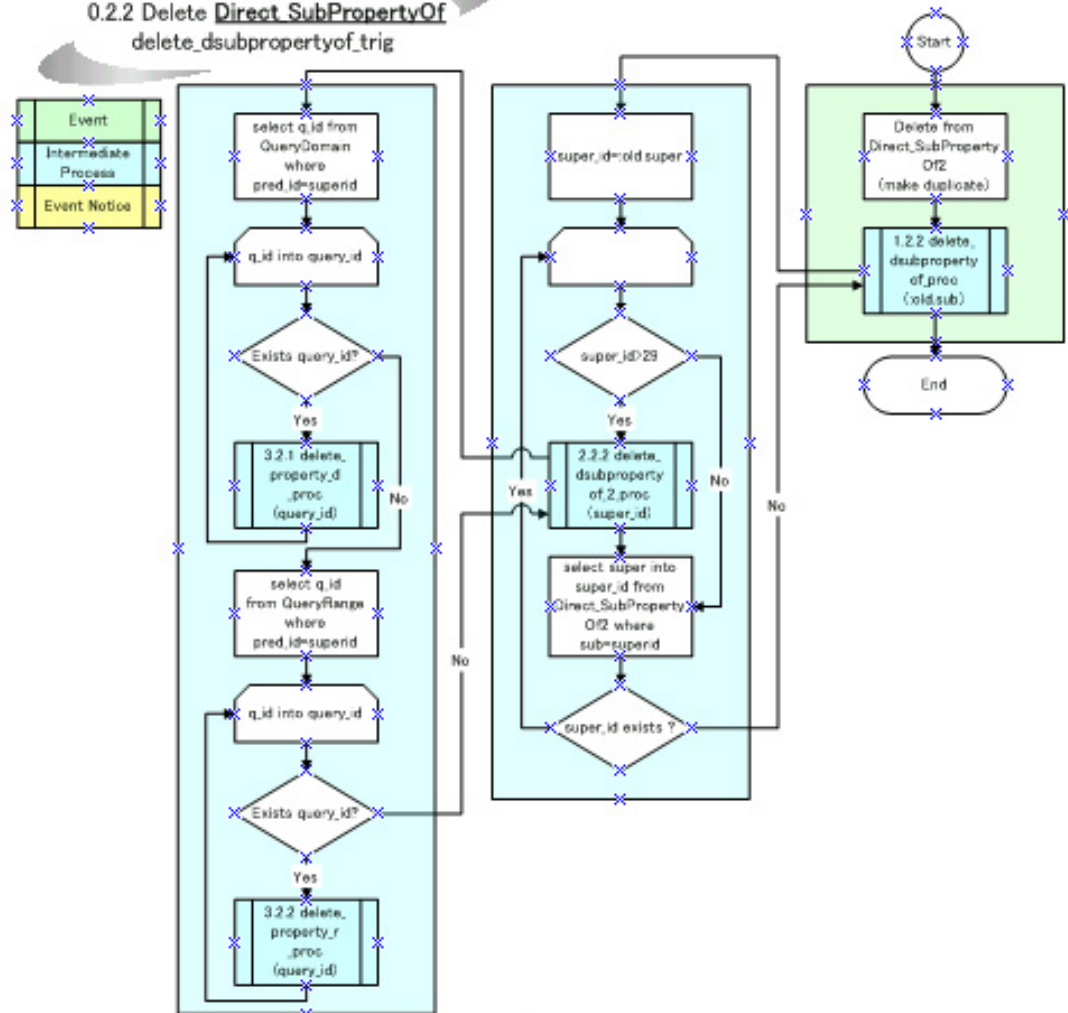 0.2.2 Delete Direct_SubPropertyOf
delete_dsubpropertyof_trig
Event
Intermediate
Process
Event Notice
select q_id from
QueryDomain
where
pred_id=superid
q_id into query_id
Exists query_id?
Yes
No
3.2.1 delete_
property_d
_proc
(query_id)
select q_id
from QueryRange
where
pred_id=superid
q_id into query_id
Exists query_id?
No
Yes
3.2.2 delete_
property_r
_proc
(query_id)
super_id=:old.super
super_id>29
Yes
No
2.2.2 delete_
dsubproperty
of_2_proc
(super_id)
select super into
super_id from
Direct_SubProperty
Of2 where
sub=superid
super_id exists ?
Yes
No
Start
Delete from
Direct_SubProperty
Of2
(make duplicate)
1.2.2 delete_
dsubproperty
of_proc
(:old.sub)
End